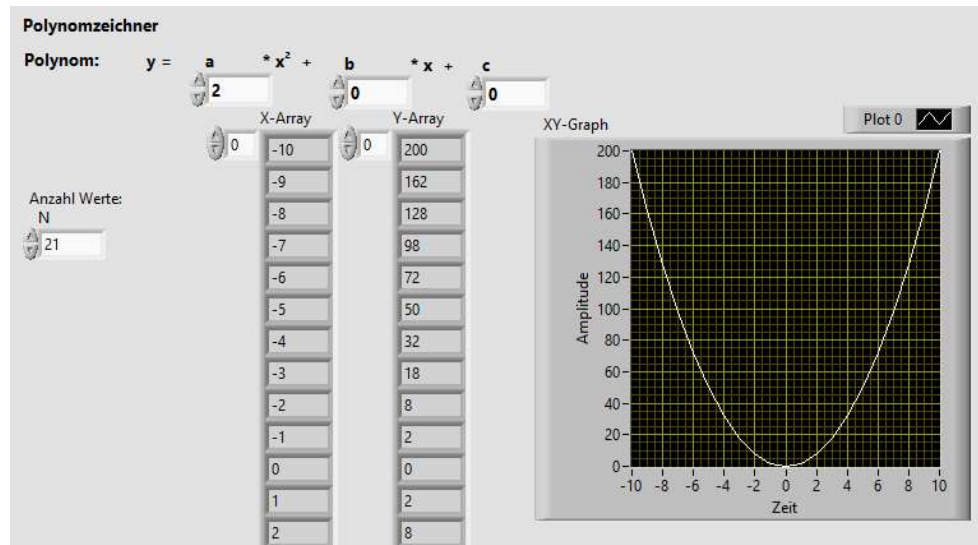 Polynomzeichner
Polynom: y = a * x² + b * x + c
2 0 0
X-Array Y-Array XY-Graph Plot 0
0 -10 0 200
-9 162
-8 128
-7 98
-6 72
-5 50
-4 32
-3 18
-2 8
-1 2
0 0
1 2
2 8
Anzahl Werte:
N
21
200
180
160
140
120
100
80
60
40
20
0
Amplitude
-10 -8 -6 -4 -2 0 2 4 6 8 10
Zeit